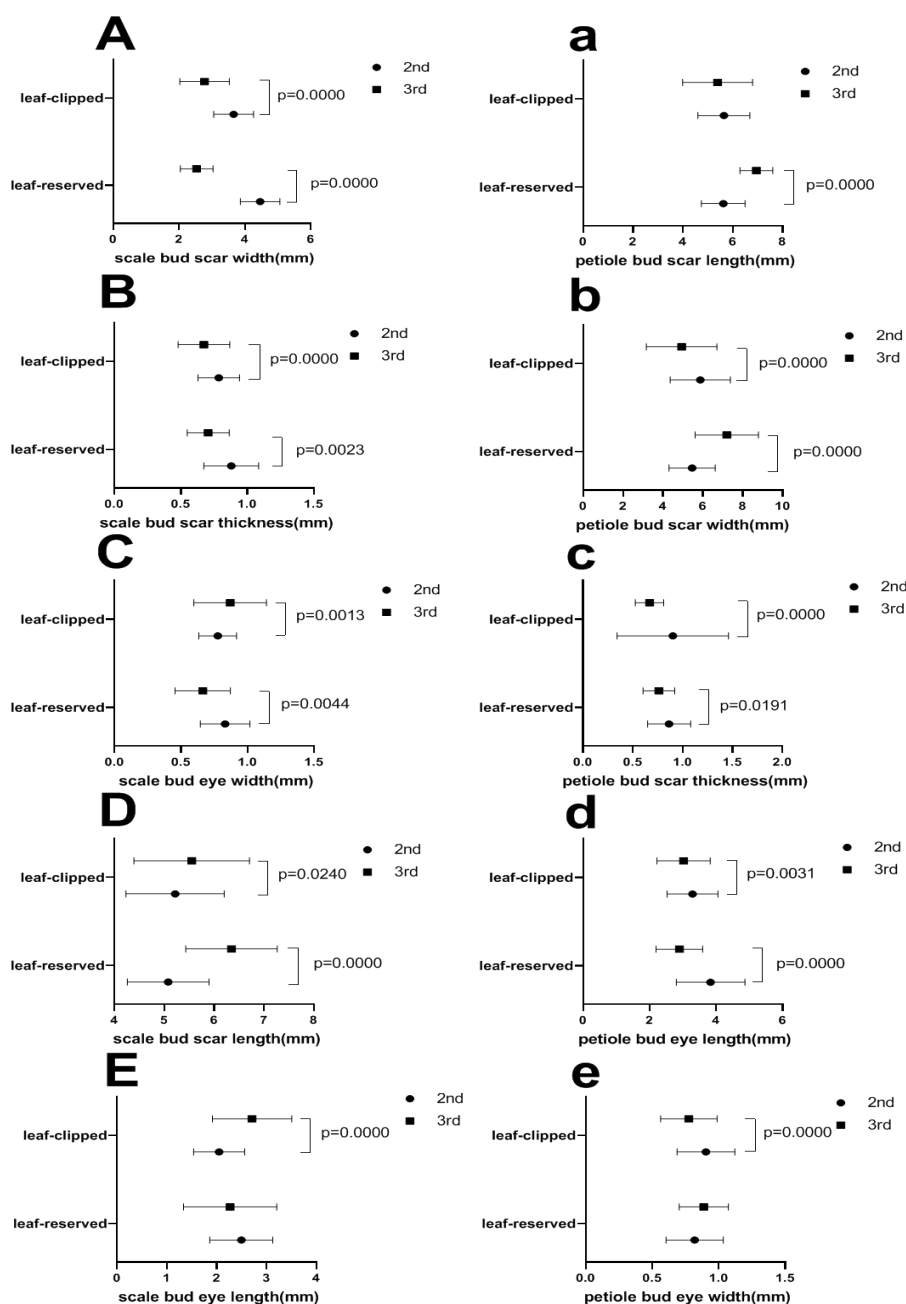 A
2nd
3rd
leaf-clipped
p=0.0000
leaf-reserved
p=0.0000
0 2 4 6
scale bud scar width(mm)
a
2nd
3rd
leaf-clipped
leaf-reserved
p=0.0000
0 2 4 6 8
petiole bud scar length(mm)
B
2nd
3rd
leaf-clipped
p=0.0000
leaf-reserved
p=0.0023
0.0 0.5 1.0 1.5
scale bud scar thickness(mm)
b
2nd
3rd
leaf-clipped
p=0.0000
leaf-reserved
p=0.0000
0 2 4 6 8 10
petiole bud scar width(mm)
C
2nd
3rd
leaf-clipped
p=0.0013
leaf-reserved
p=0.0044
0.0 0.5 1.0 1.5
scale bud eye width(mm)
c
2nd
3rd
leaf-clipped
p=0.0000
leaf-reserved
p=0.0191
0.0 0.5 1.0 1.5 2.0
petiole bud scar thickness(mm)
D
2nd
3rd
leaf-clipped
p=0.0240
leaf-reserved
p=0.0000
4 5 6 7 8
scale bud scar length(mm)
d
2nd
3rd
leaf-clipped
p=0.0031
leaf-reserved
p=0.0000
0 2 4 6
petiole bud eye length(mm)
E
2nd
3rd
leaf-clipped
p=0.0000
leaf-reserved
0 1 2 3 4
scale bud eye length(mm)
e
2nd
3rd
leaf-clipped
p=0.0000
leaf-reserved
0.0 0.5 1.0 1.5
petiole bud eye width(mm)